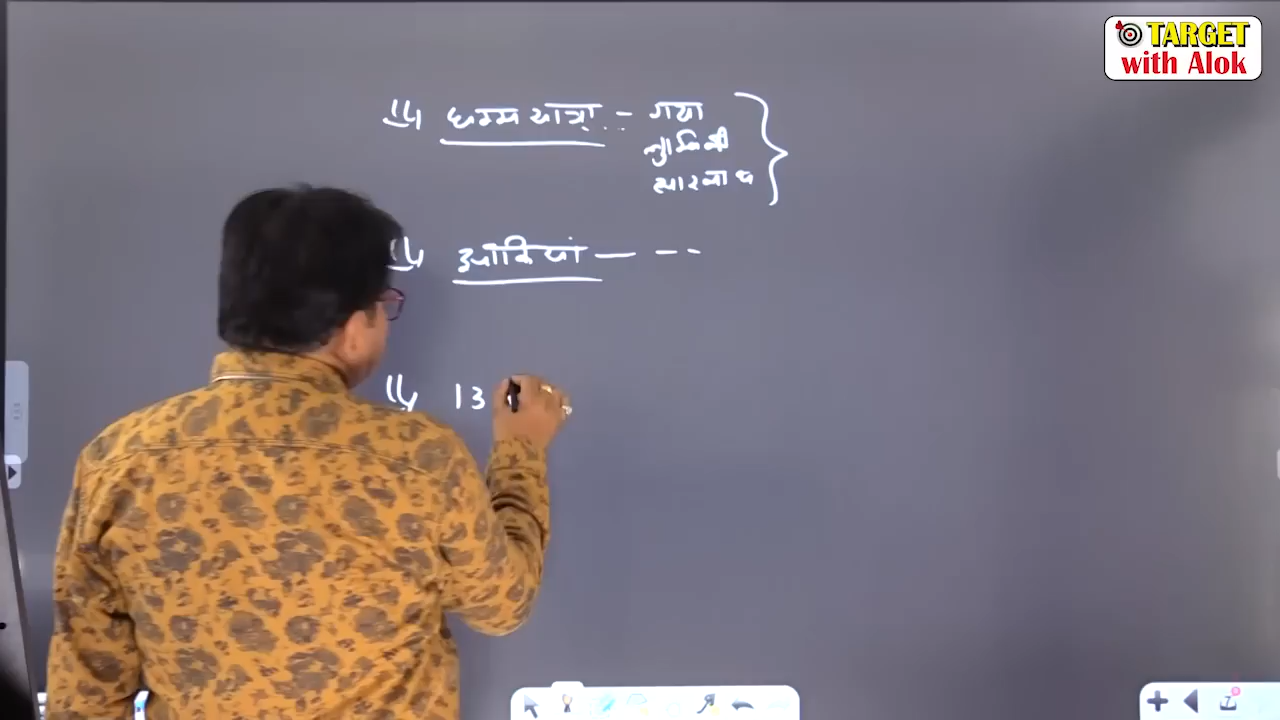 TARGET
with Alok
धम्म यात्रा - गया
लुम्बिनी
सारनाथ
झांकियां — - -
13